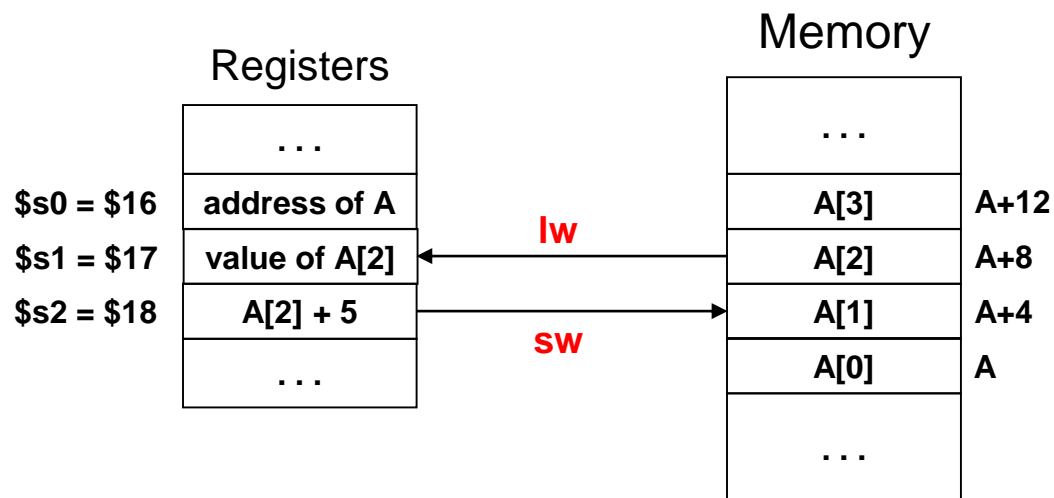 Memory
Registers
. . .
. . .
$s0 = $16 address of A
A[3] A+12
lw
$s1 = $17 value of A[2]
A[2] A+8
$s2 = $18 A[2] + 5
A[1] A+4
sw
. . .
A[0] A
. . .